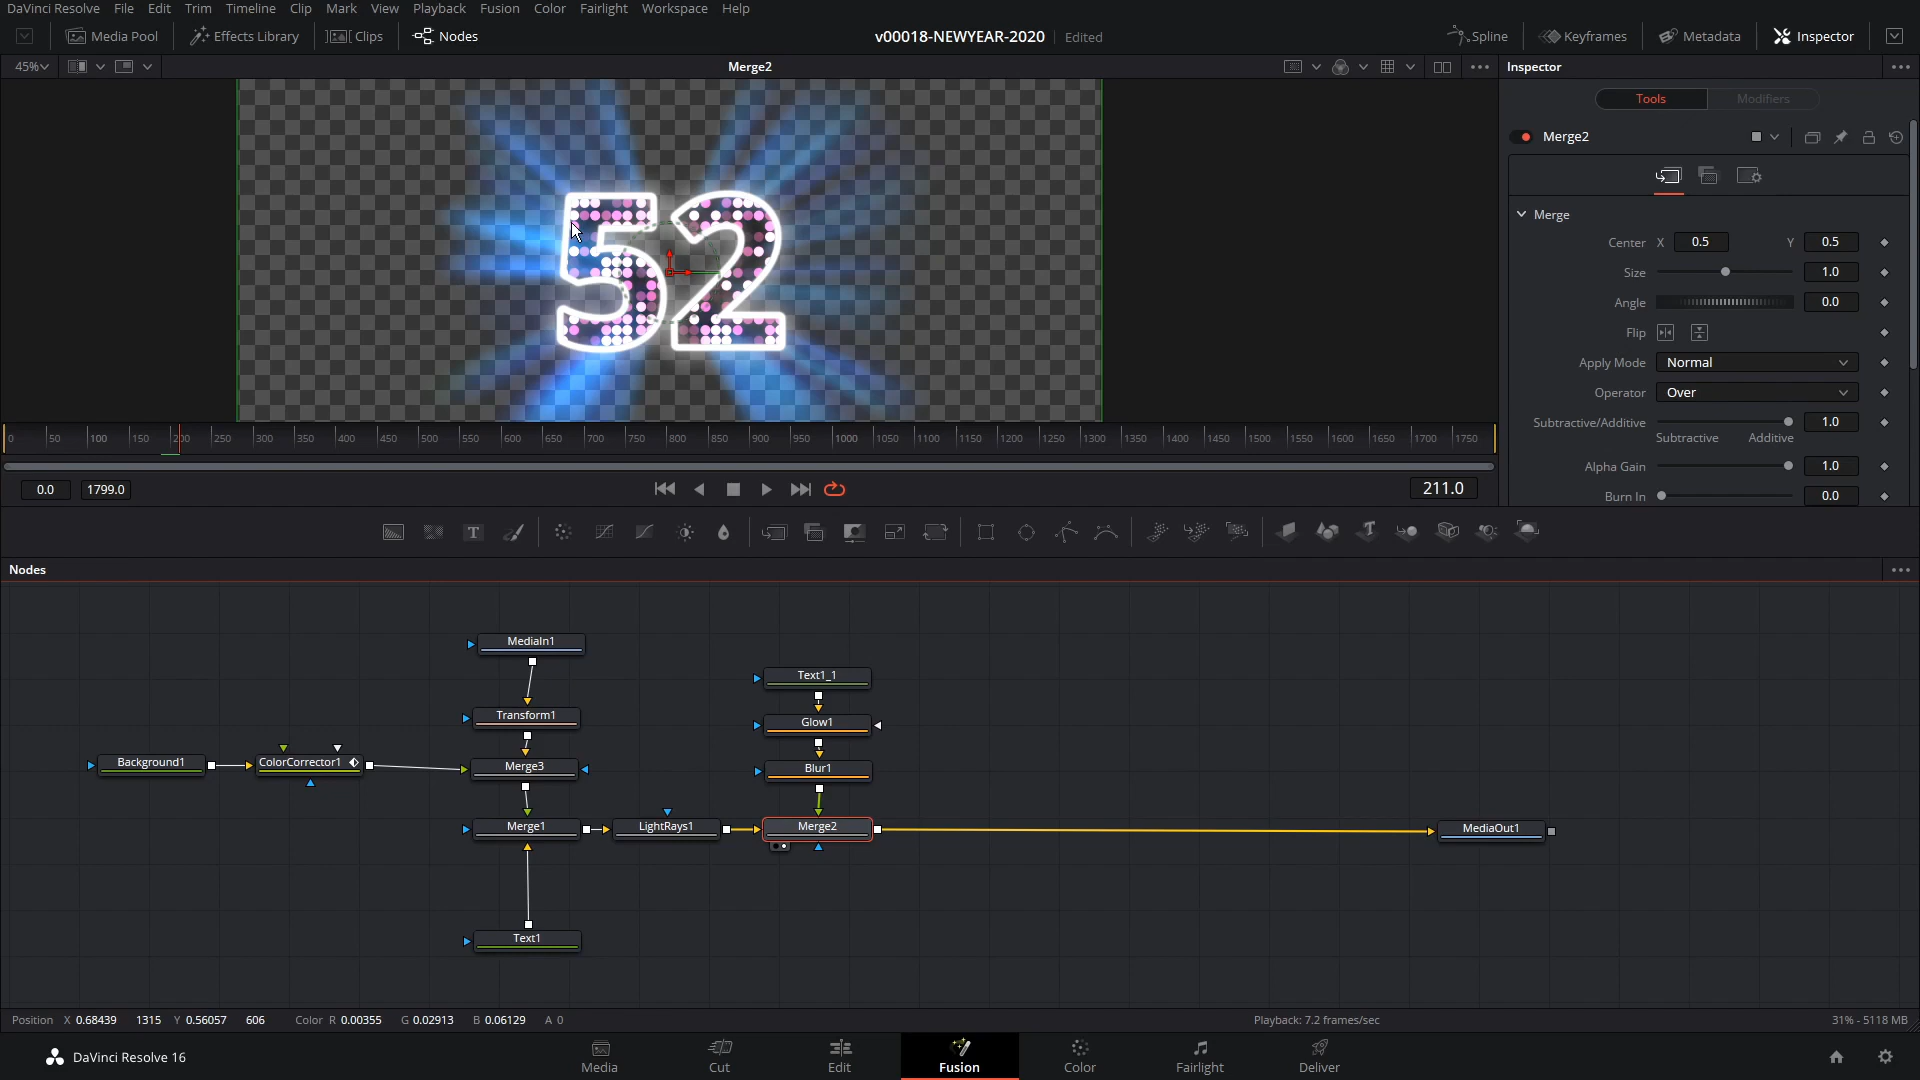 DaVinci Resolve File Edit Trim Timeline Clip Mark View Playback Fusion Color Fairlight Workspace Help
Media Pool Effects Library Clips Nodes v00018-NEWYEAR-2020 Edited Spline Keyframes Metadata Inspector
45% Merge2 Inspector
Tools Modifiers
Merge2
Merge
Center X 0.5 Y 0.5
Size 1.0
Angle 0.0
Flip
Apply Mode Normal
Operator Over
Subtractive/Additive 1.0
Subtractive Additive
Alpha Gain 1.0
Burn In 0.0
52
0 50 100 150 200 250 300 350 400 450 500 550 600 650 700 750 800 850 900 950 1000 1050 1100 1150 1200 1250 1300 1350 1400 1450 1500 1550 1600 1650 1700 1750
0.0 1799.0 211.0
T T
Nodes
MediaIn1
Text1_1
Transform1
Glow1
Background1
ColorCorrector1
Merge3
Blur1
Merge1
LightRays1
Merge2
MediaOut1
Text1
Position X 0.68439 1315 Y 0.56057 606 Color R 0.00355 G 0.02913 B 0.06129 A 0 Playback: 7.2 frames/sec 31% - 5118 MB
DaVinci Resolve 16 Media Cut Edit Fusion Color Fairlight Deliver